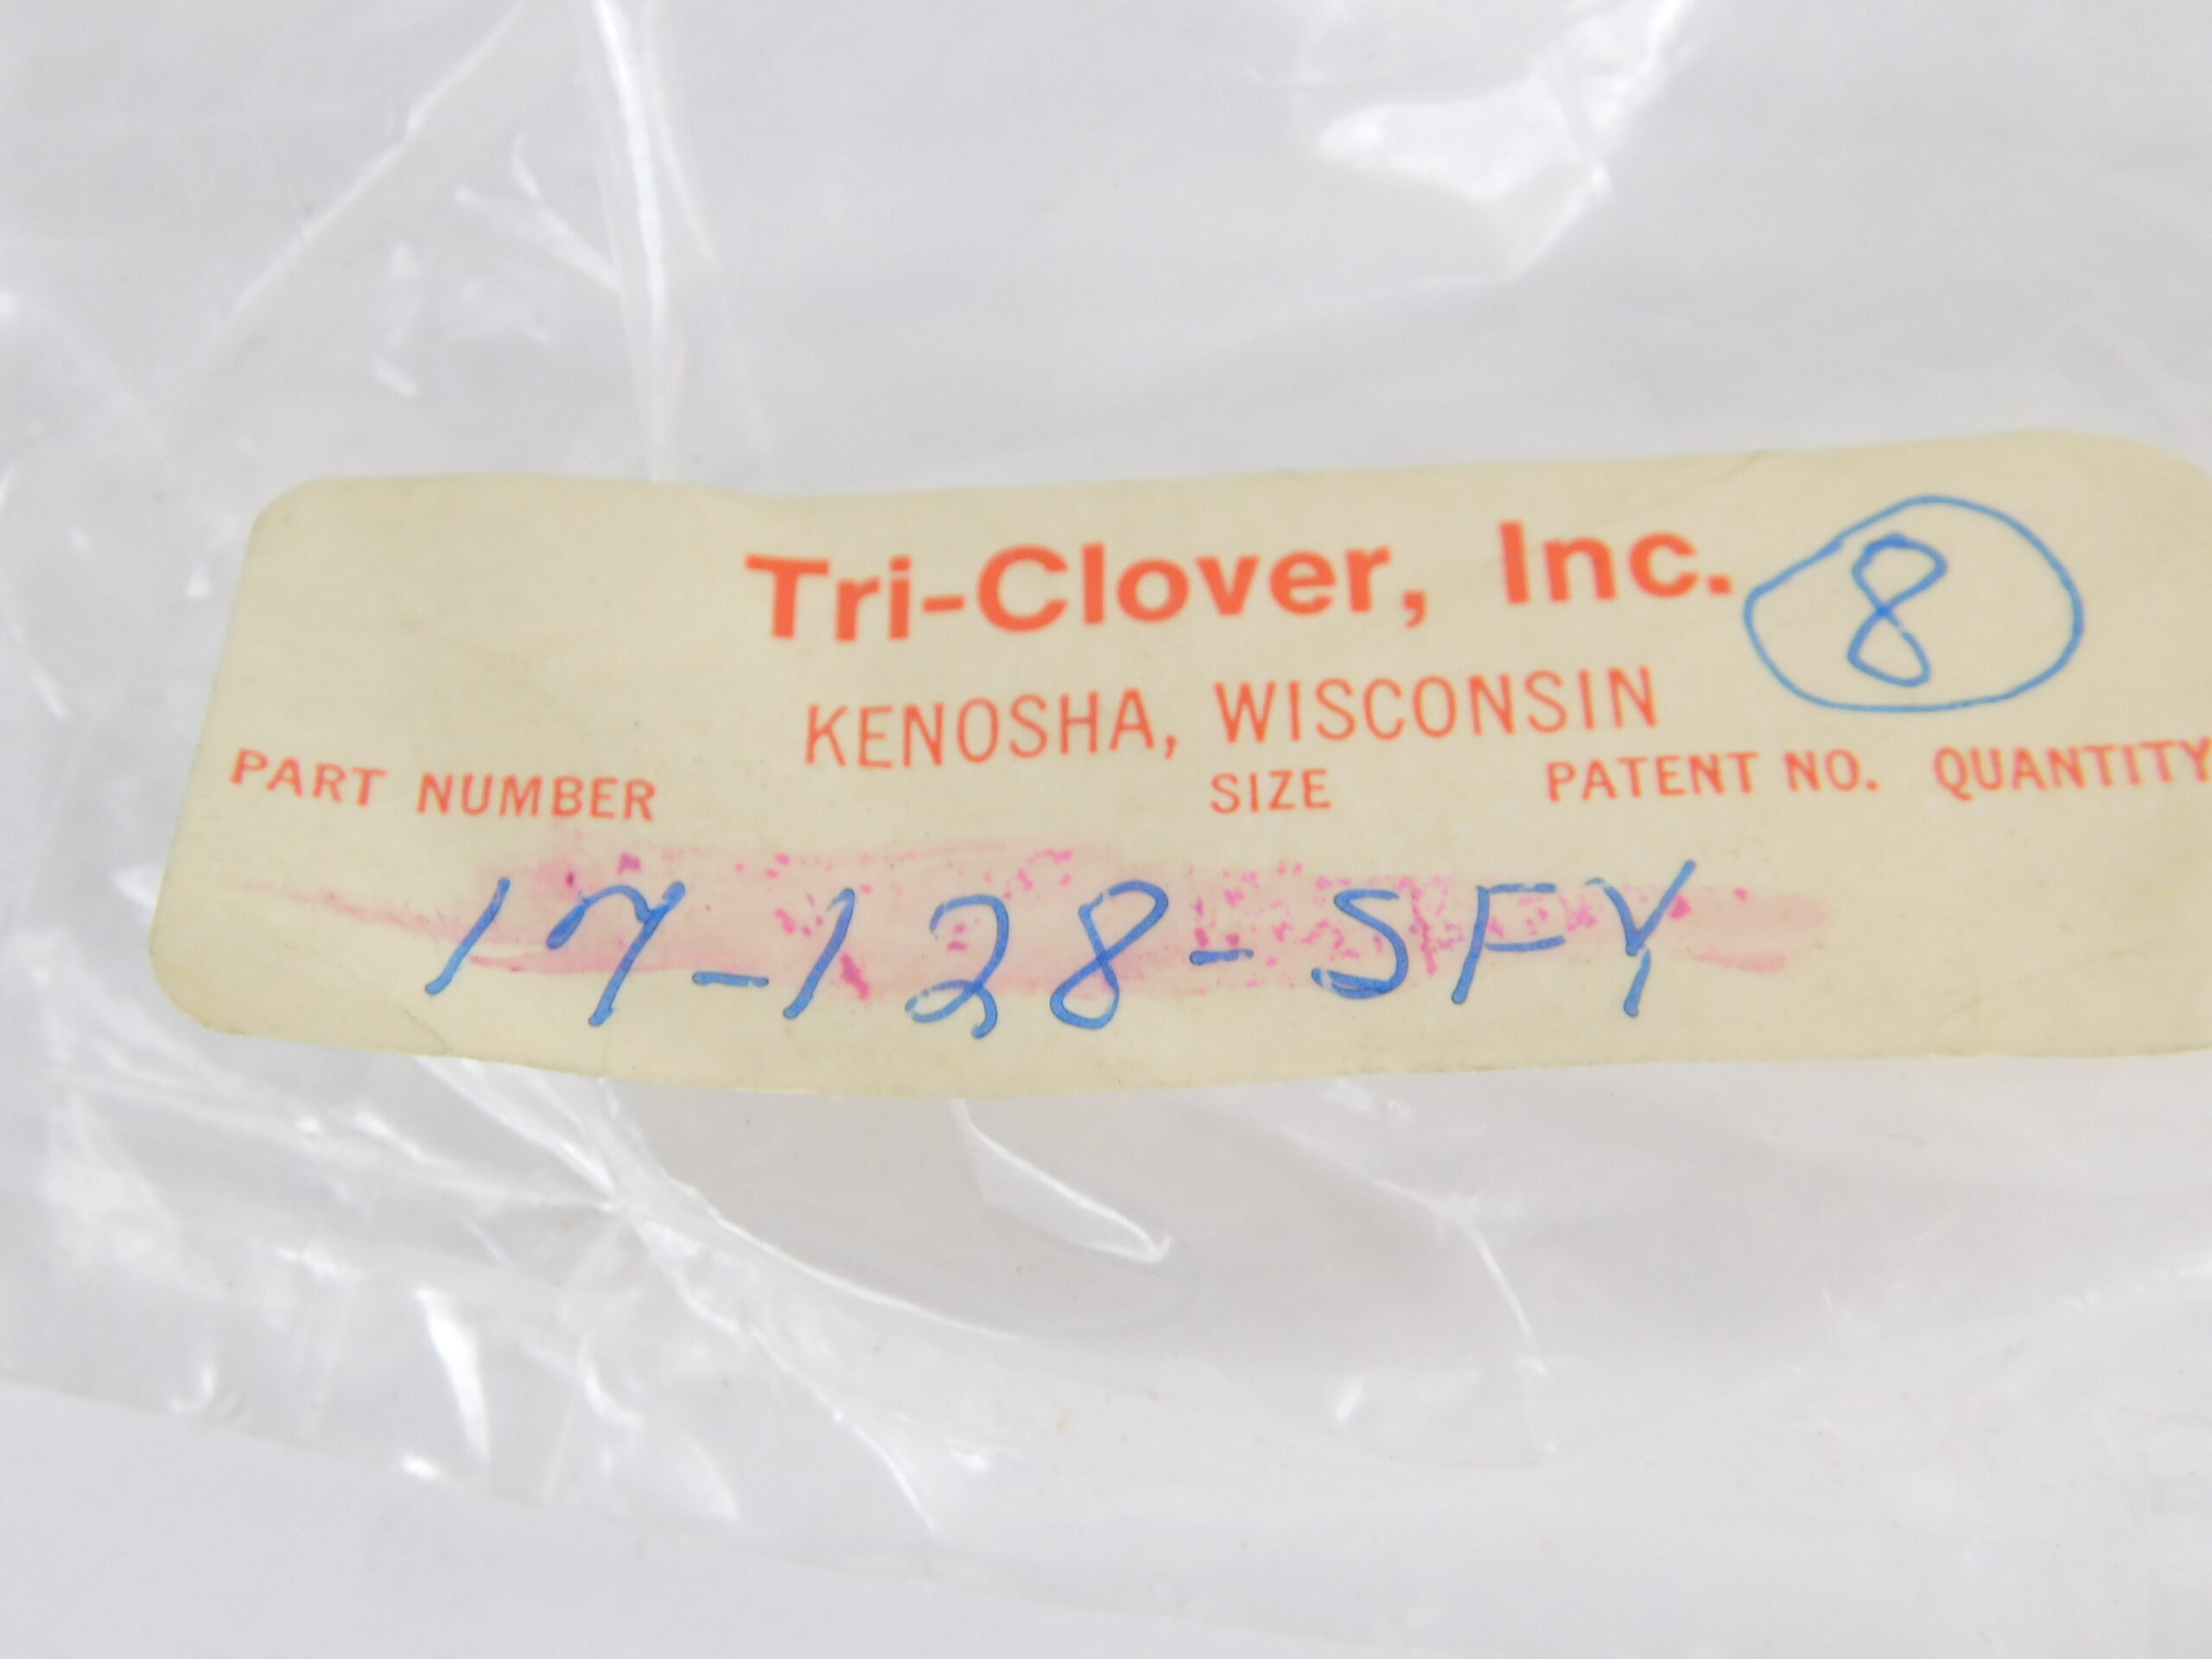 Tri-Clover, Inc. 8
KENOSHA, WISCONSIN
PART NUMBER SIZE PATENT NO. QUANTITY
17-128-SFY